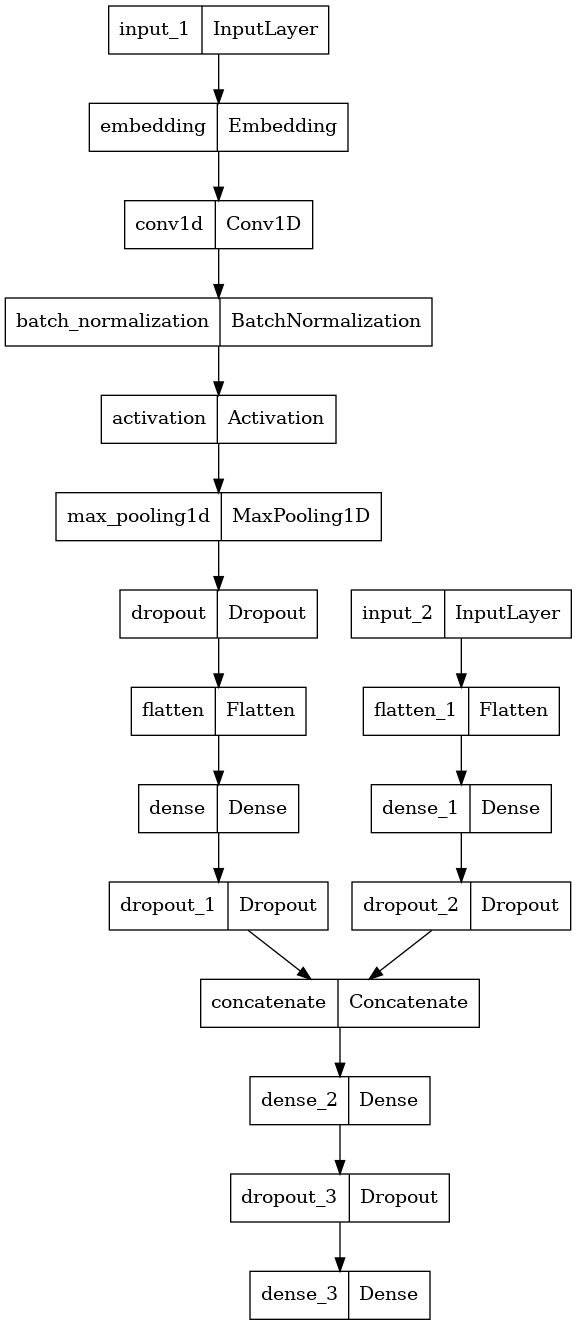 input_1 InputLayer
embedding Embedding
conv1d Conv1D
batch_normalization BatchNormalization
activation Activation
max_pooling1d MaxPooling1D
dropout Dropout input_2 InputLayer
flatten Flatten flatten_1 Flatten
dense Dense dense_1 Dense
dropout_1 Dropout dropout_2 Dropout
concatenate Concatenate
dense_2 Dense
dropout_3 Dropout
dense_3 Dense